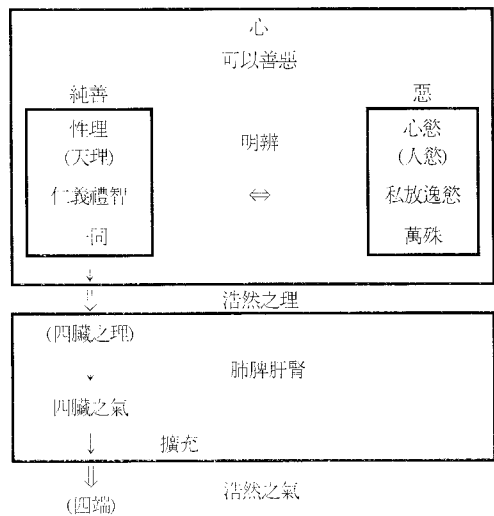 心
可以善惡
純善 惡
性理 心慾
(天理) 明辨 (人慾)
仁義禮智 ⇔ 私放逸慾
同 萬殊
↓
⇓ 浩然之理
(四臟之理)
↓ 肺脾肝腎
四臟之氣
↓ 擴充
⇓ 浩然之氣
(四端)